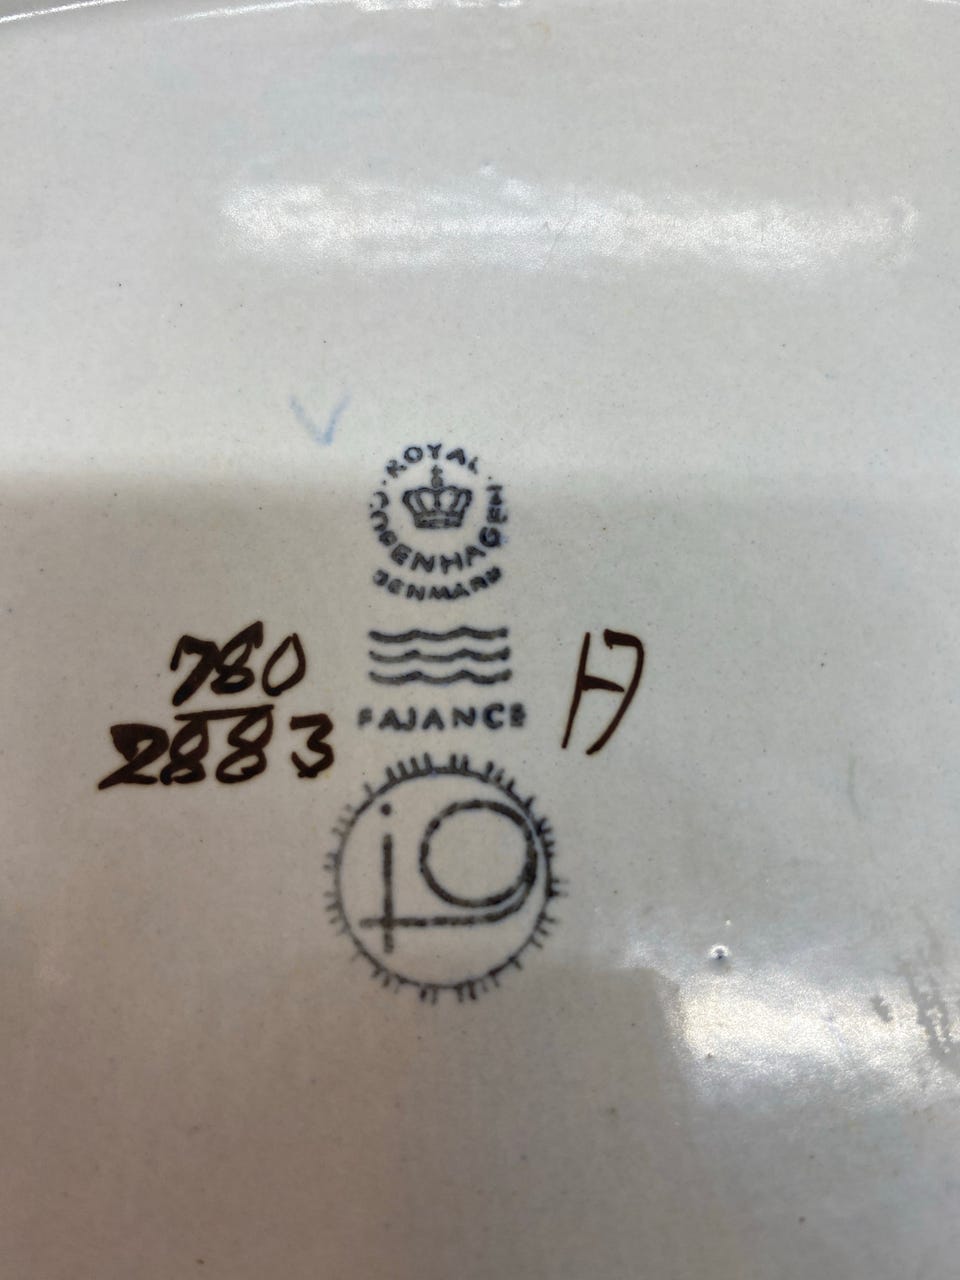 ROYAL
COPENHAGEN
DENMARK
780
2883
FAJANCE